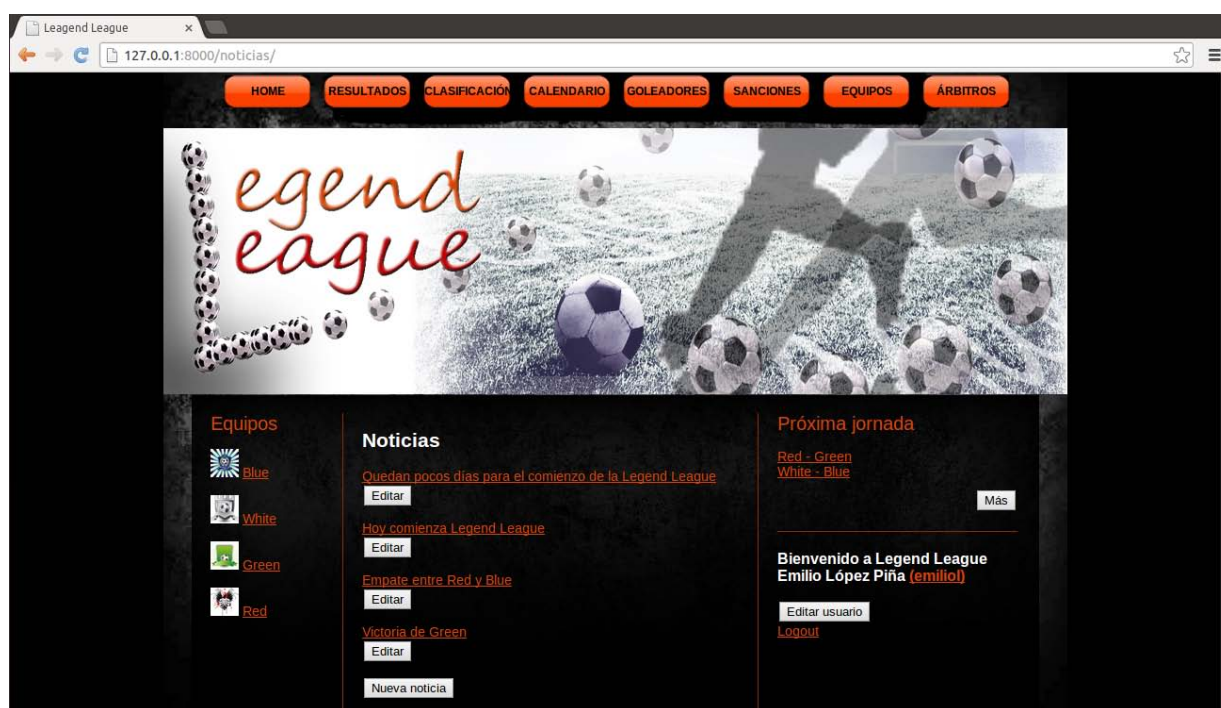 Leagend League
127.0.0.1:8000/noticias/
HOME RESULTADOS CLASIFICACIÓN CALENDARIO GOLEADORES SANCIONES EQUIPOS ÁRBITROS
egend
eague
Equipos
Blue
White
Green
Red
Noticias
Quedan pocos días para el comienzo de la Legend League
Editar
Hoy comienza Legend League
Editar
Empate entre Red y Blue
Editar
Victoria de Green
Editar
Nueva noticia
Próxima jornada
Red - Green
White - Blue
Más
Bienvenido a Legend League
Emilio López Piña (emiliol)
Editar usuario
Logout